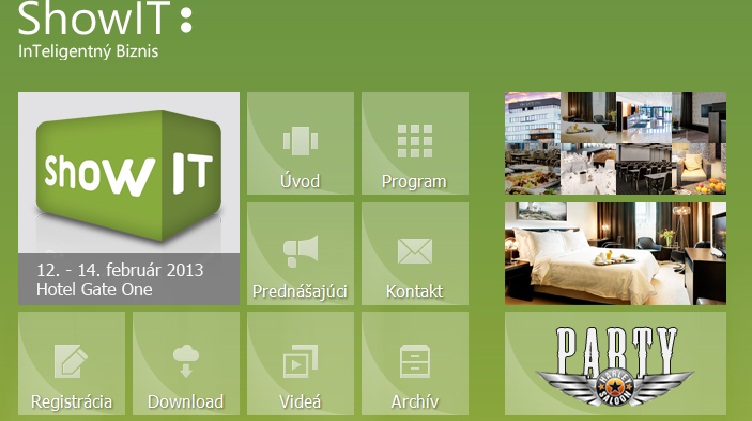 ShowIT:
InTeligentný Biznis
Show IT
12. - 14. február 2013
Hotel Gate One
Úvod
Program
Prednášajúci
Kontakt
Registrácia
Download
Videá
Archív
PARTY
SALOON